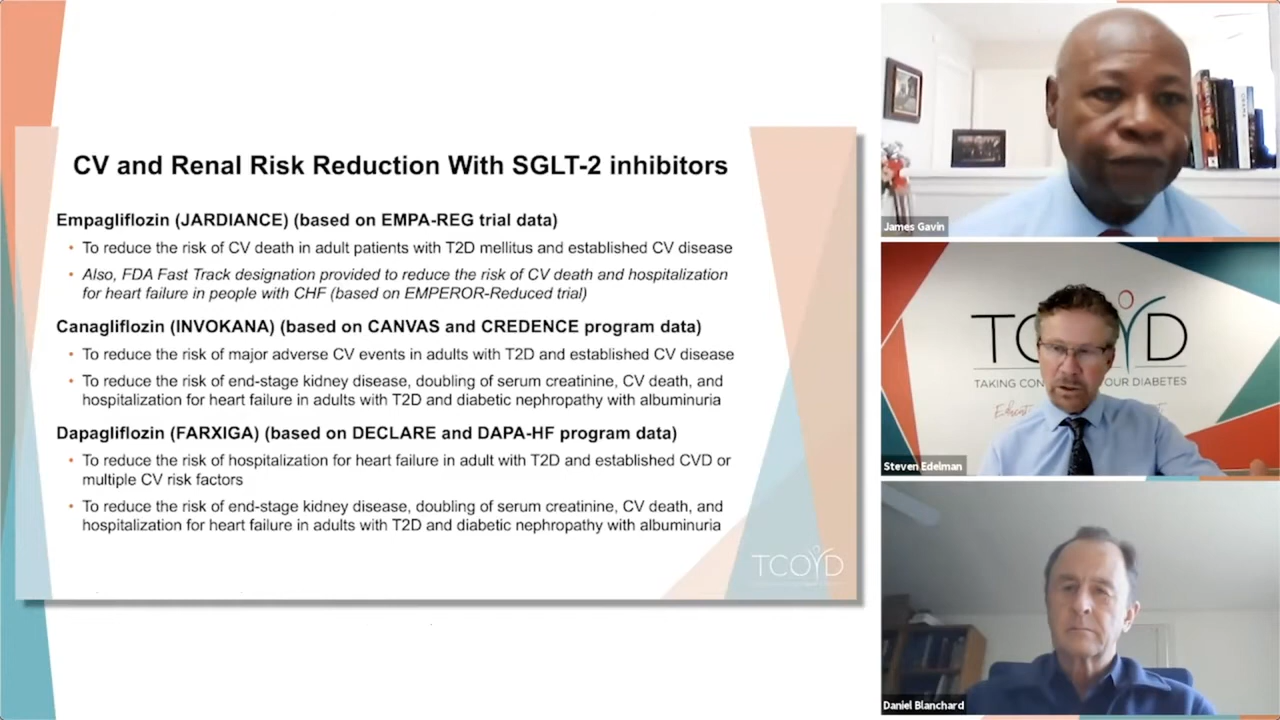 CV and Renal Risk Reduction With SGLT-2 inhibitors
Empagliflozin (JARDIANCE) (based on EMPA-REG trial data)
• To reduce the risk of CV death in adult patients with T2D mellitus and established CV disease
• Also, FDA Fast Track designation provided to reduce the risk of CV death and hospitalization
for heart failure in people with CHF (based on EMPEROR-Reduced trial)
Canagliflozin (INVOKANA) (based on CANVAS and CREDENCE program data)
• To reduce the risk of major adverse CV events in adults with T2D and established CV disease
• To reduce the risk of end-stage kidney disease, doubling of serum creatinine, CV death, and
hospitalization for heart failure in adults with T2D and diabetic nephropathy with albuminuria
Dapagliflozin (FARXIGA) (based on DECLARE and DAPA-HF program data)
• To reduce the risk of hospitalization for heart failure in adult with T2D and established CVD or
multiple CV risk factors
• To reduce the risk of end-stage kidney disease, doubling of serum creatinine, CV death, and
hospitalization for heart failure in adults with T2D and diabetic nephropathy with albuminuria
TCOYD
James Gavin
TCOYD
TAKING CON OUR DIABETES
Steven Edelman
Daniel Blanchard